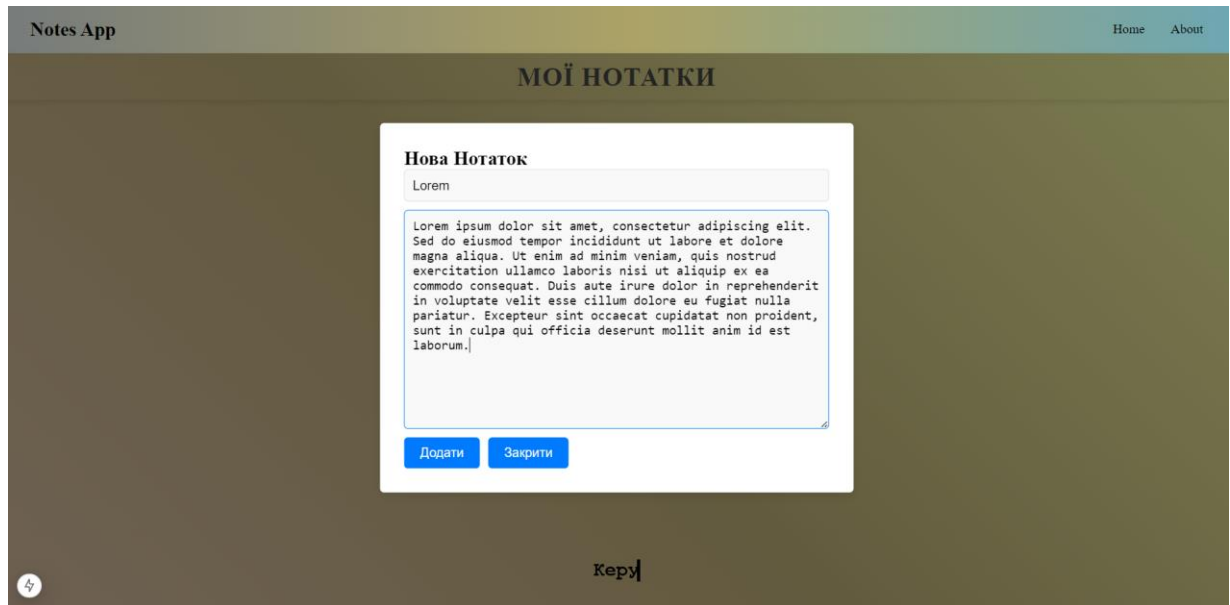 Notes App
Home About
МОЇ НОТАТКИ
Нова Нотаток
Lorem
Lorem ipsum dolor sit amet, consectetur adipiscing elit.
Sed do eiusmod tempor incididunt ut labore et dolore
magna aliqua. Ut enim ad minim veniam, quis nostrud
exercitation ullamco laboris nisi ut aliquip ex ea
commodo consequat. Duis aute irure dolor in reprehenderit
in voluptate velit esse cillum dolore eu fugiat nulla
pariatur. Excepteur sint occaecat cupidatat non proident,
sunt in culpa qui officia deserunt mollit anim id est
laborum.
Додати Закрити
Керу